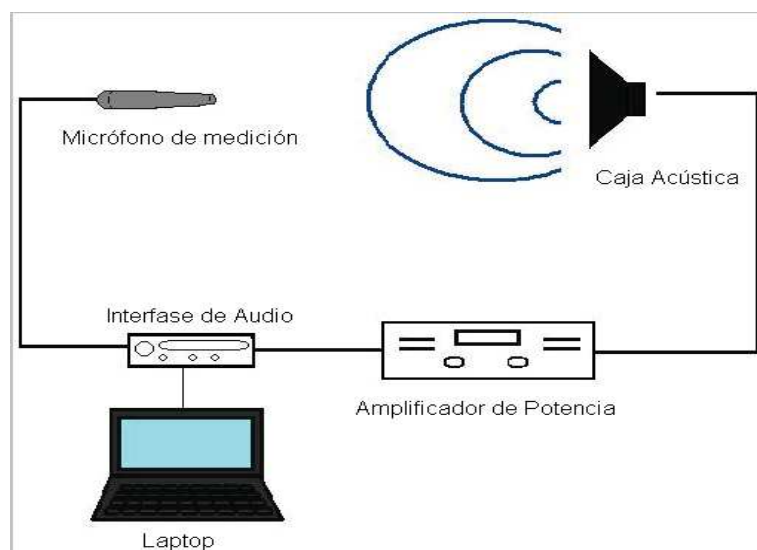 Micrófono de medición
Caja Acústica
Interfase de Audio
Amplificador de Potencia
Laptop